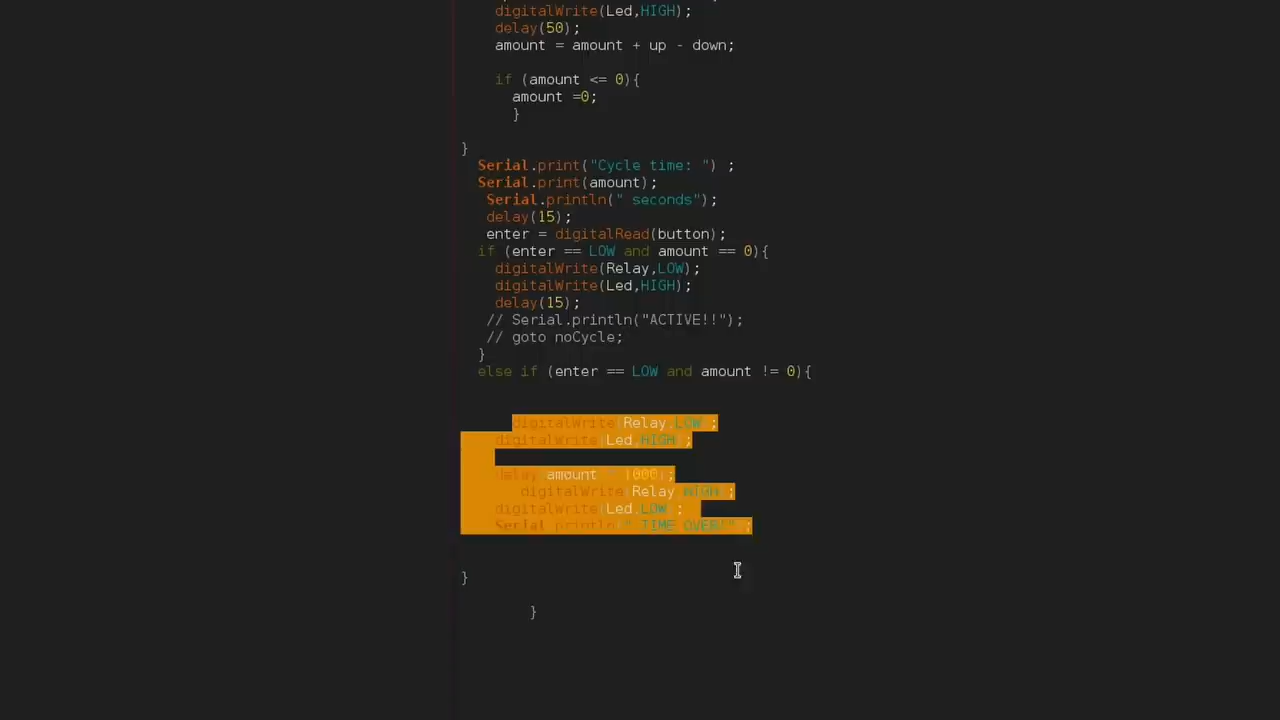 digitalWrite(Led,HIGH);
delay(50);
amount = amount + up - down;
if (amount <= 0){
amount =0;
}
}
Serial.print("Cycle time: ") ;
Serial.print(amount);
Serial.println(" seconds");
delay(15);
enter = digitalRead(button);
if (enter == LOW and amount == 0){
digitalWrite(Relay,LOW);
digitalWrite(Led,HIGH);
delay(15);
// Serial.println("ACTIVE!!");
// goto noCycle;
}
else if (enter == LOW and amount != 0){
digitalWrite(Relay,LOW);
digitalWrite(Led,HIGH);
delay(amount * 1000);
digitalWrite(Relay,HIGH);
digitalWrite(Led,LOW);
Serial.println(" TIME OVER!");
}
}